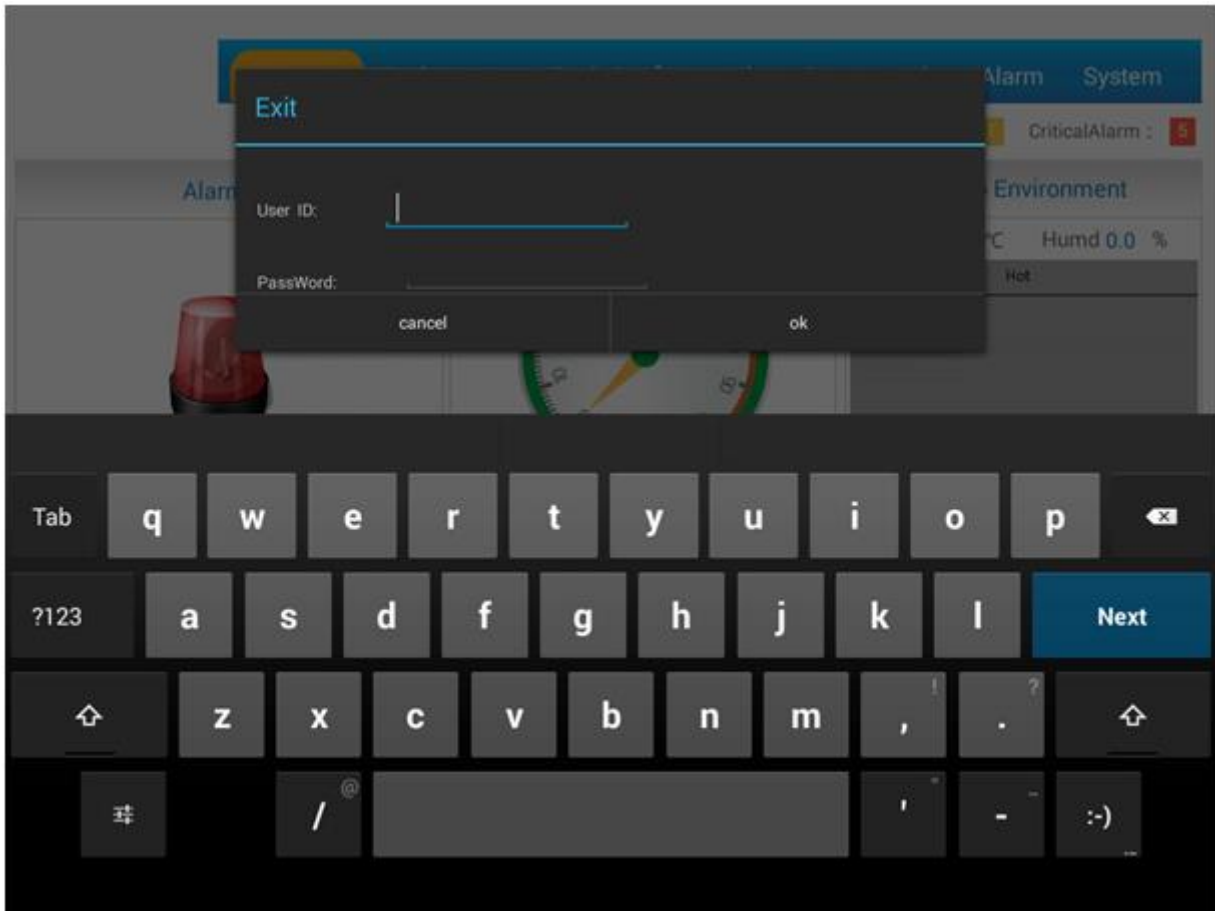 Alarm System
Exit
CriticalAlarm : 5
Alarm
Environment
User ID:
℃ Humd 0.0 %
PassWord:
Hot
cancel ok
Tab q w e r t y u i o p
?123 a s d f g h j k l Next
z x c v b n m , ! . ?
/ @ ' " - _ :-)